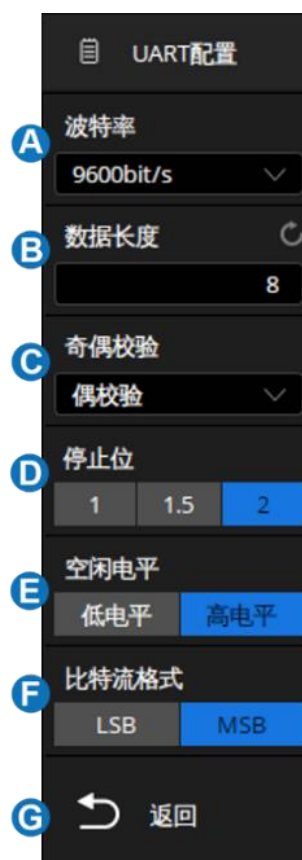 UART配置
A
波特率
9600bit/s
B
数据长度
8
C
奇偶校验
偶校验
D
停止位
1 1.5 2
E
空闲电平
低电平 高电平
F
比特流格式
LSB MSB
G
返回